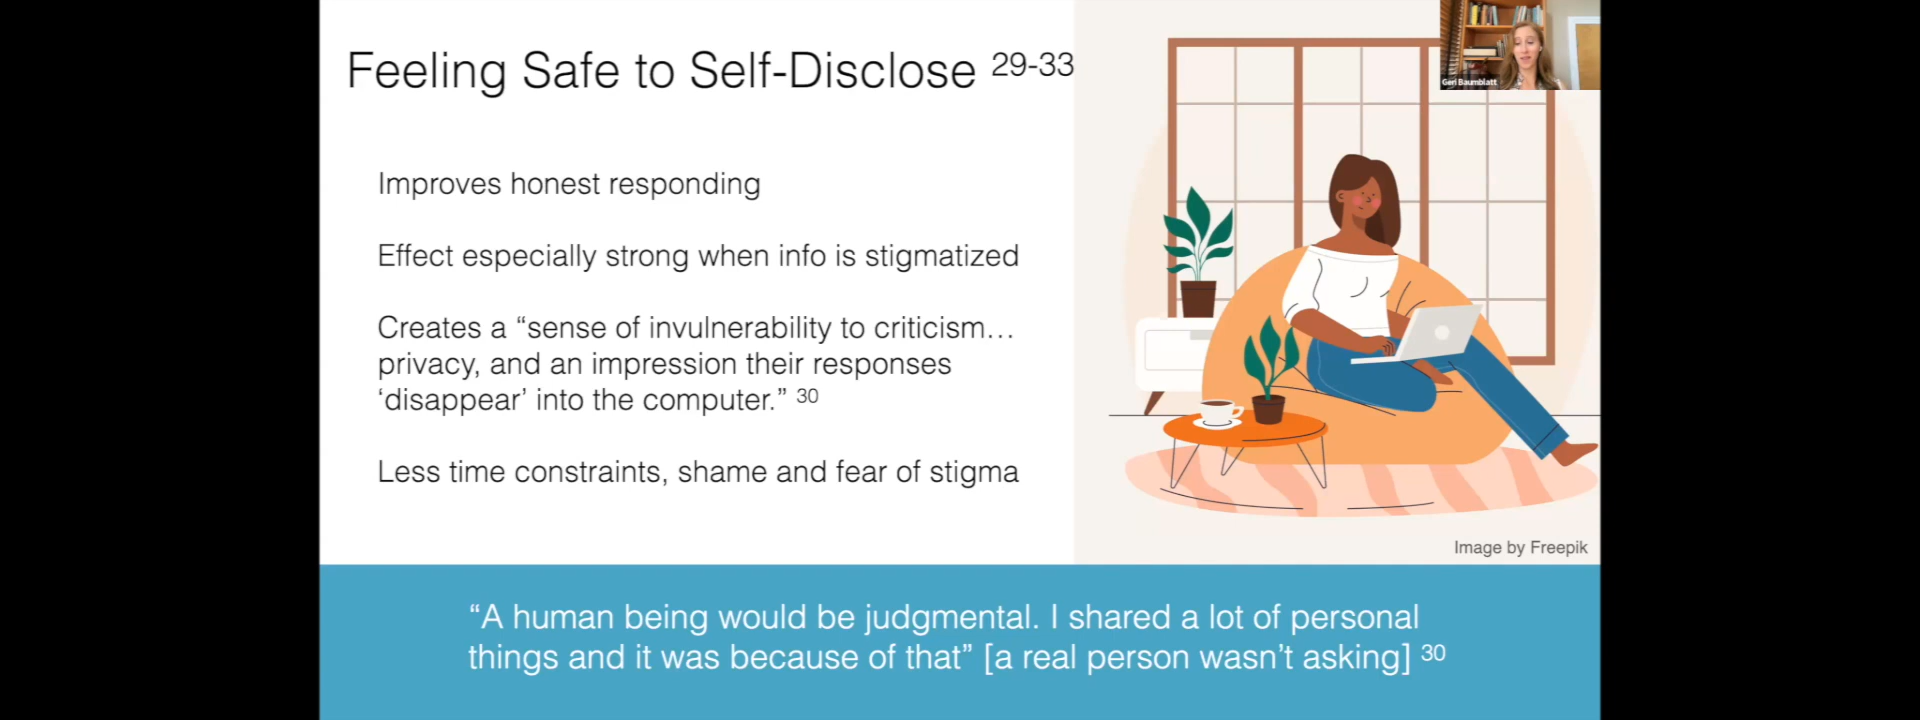 Feeling Safe to Self-Disclose 29-33
Geri Baumblatt
Improves honest responding
Effect especially strong when info is stigmatized
Creates a “sense of invulnerability to criticism…
privacy, and an impression their responses
‘disappear’ into the computer.” 30
Less time constraints, shame and fear of stigma
Image by Freepik
“A human being would be judgmental. I shared a lot of personal
things and it was because of that” [a real person wasn’t asking] 30